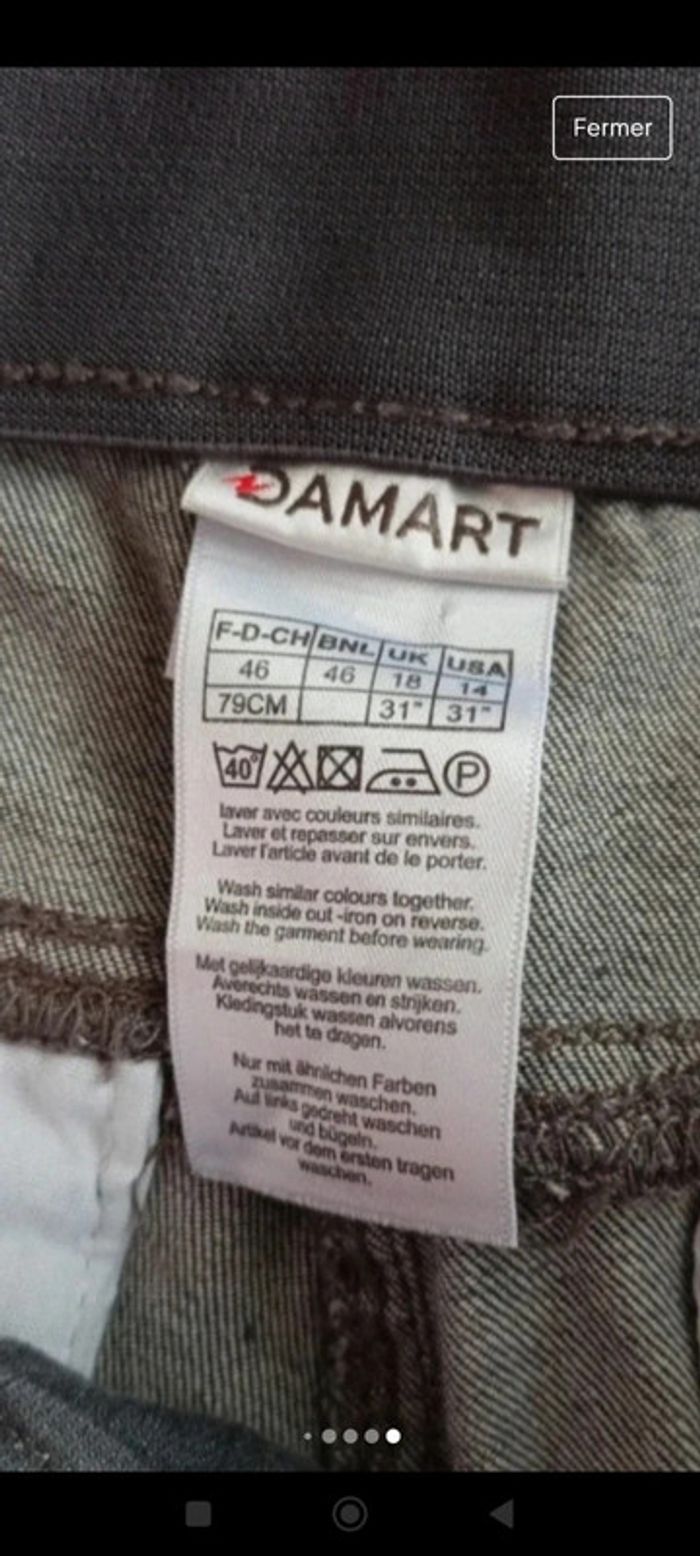 Fermer
DAMART
F-D-CH BNL UK USA
46 46 18 14
79CM 31" 31"
40° P
laver avec couleurs similaires.
Laver et repasser sur envers.
Laver l'article avant de le porter.
Wash similar colours together.
Wash inside out -iron on reverse.
Wash the garment before wearing.
Met gelijkaardige kleuren wassen.
Averechts wassen en strijken.
Kledingstuk wassen alvorens
het te dragen.
Nur mit ähnlichen Farben
zusammen waschen.
Auf links gedreht waschen
und bügeln.
Artikel vor dem ersten tragen
waschen.